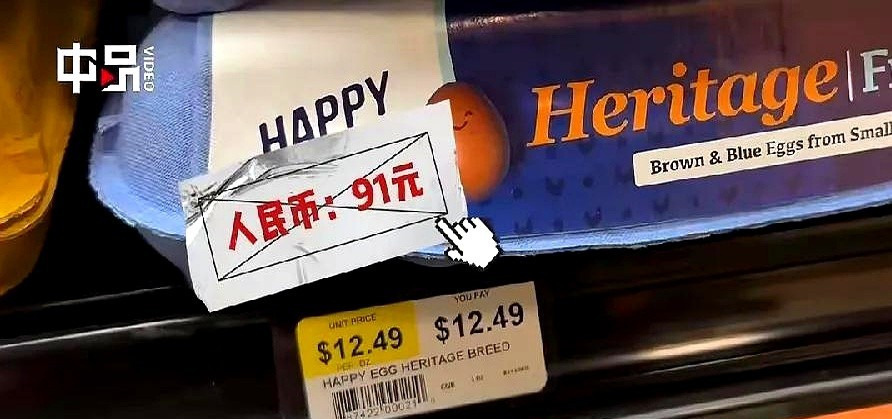 中昦 VIDEO
HAPPY
Heritage
Brown & Blue Eggs from Small
人民币：91元
UNIT PRICE
$12.49
YOU PAY
$12.49
HAPPY EGG HERITAGE BREED